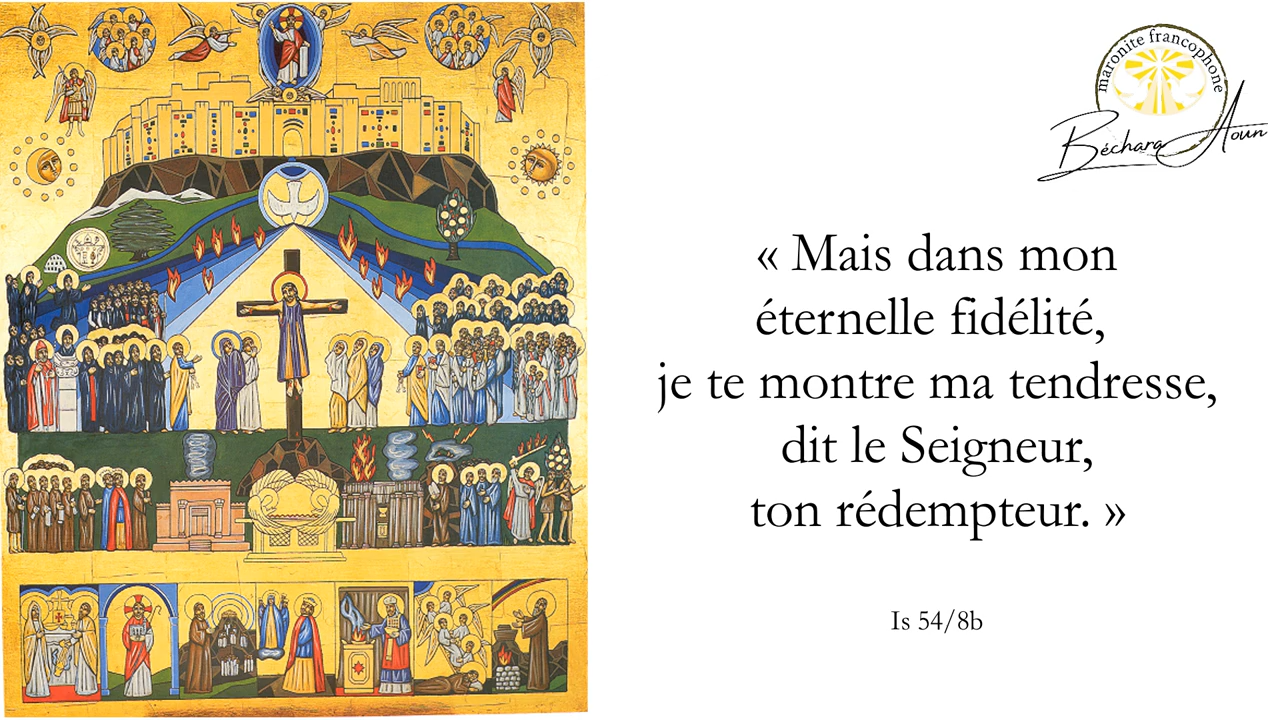 maronite francophone
Béchara Aoun
« Mais dans mon
éternelle fidélité,
je te montre ma tendresse,
dit le Seigneur,
ton rédempteur. »
Is 54/8b